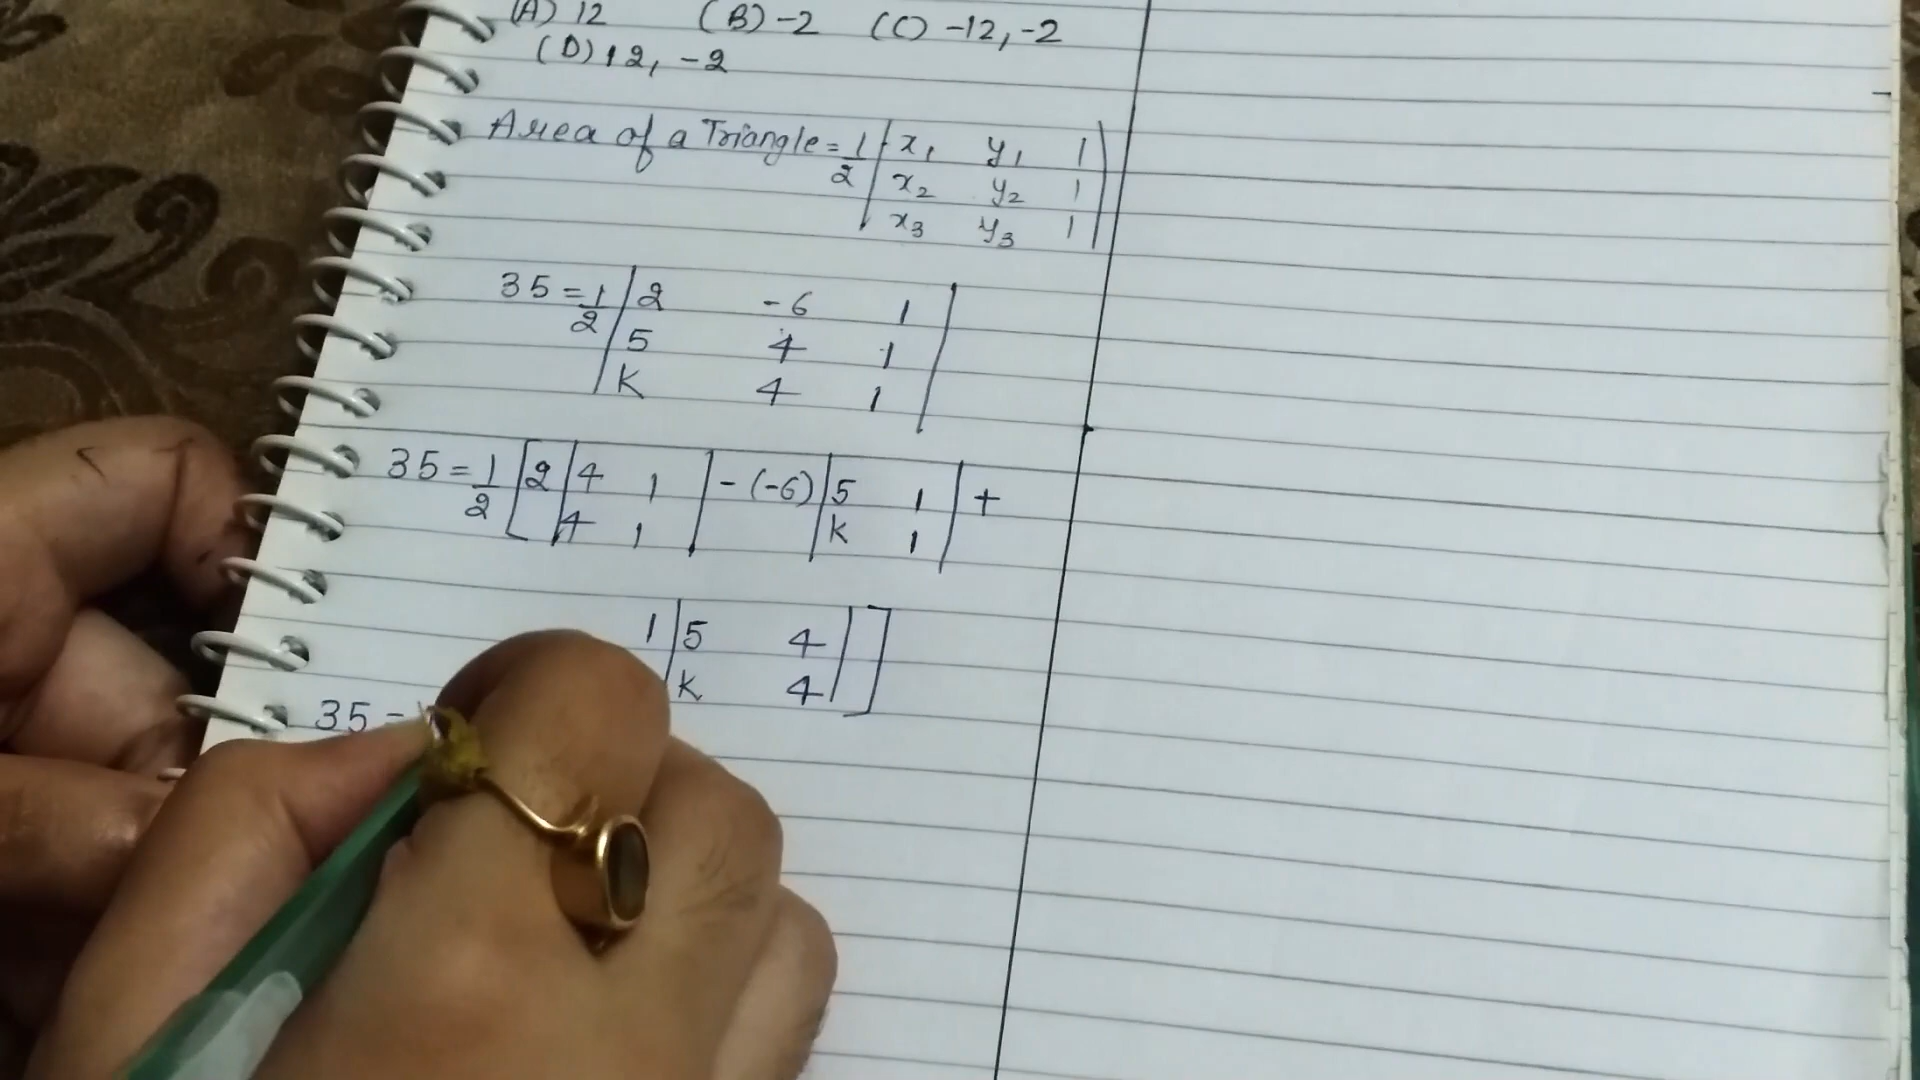 (A) 12 (B) -2 (C) -12, -2
(D) 12, -2
Area of a Triangle = 1/2 | x₁ y₁ 1 |
| x₂ y₂ 1 |
| x₃ y₃ 1 |
35 = 1/2 | 2 -6 1 |
| 5 4 1 |
| K 4 1 |
35 = 1/2 [ 2 | 4 1 | - (-6) | 5 1 | +
| 4 1 | | K 1 |
1 | 5 4 | ]
| K 4 |
35 =